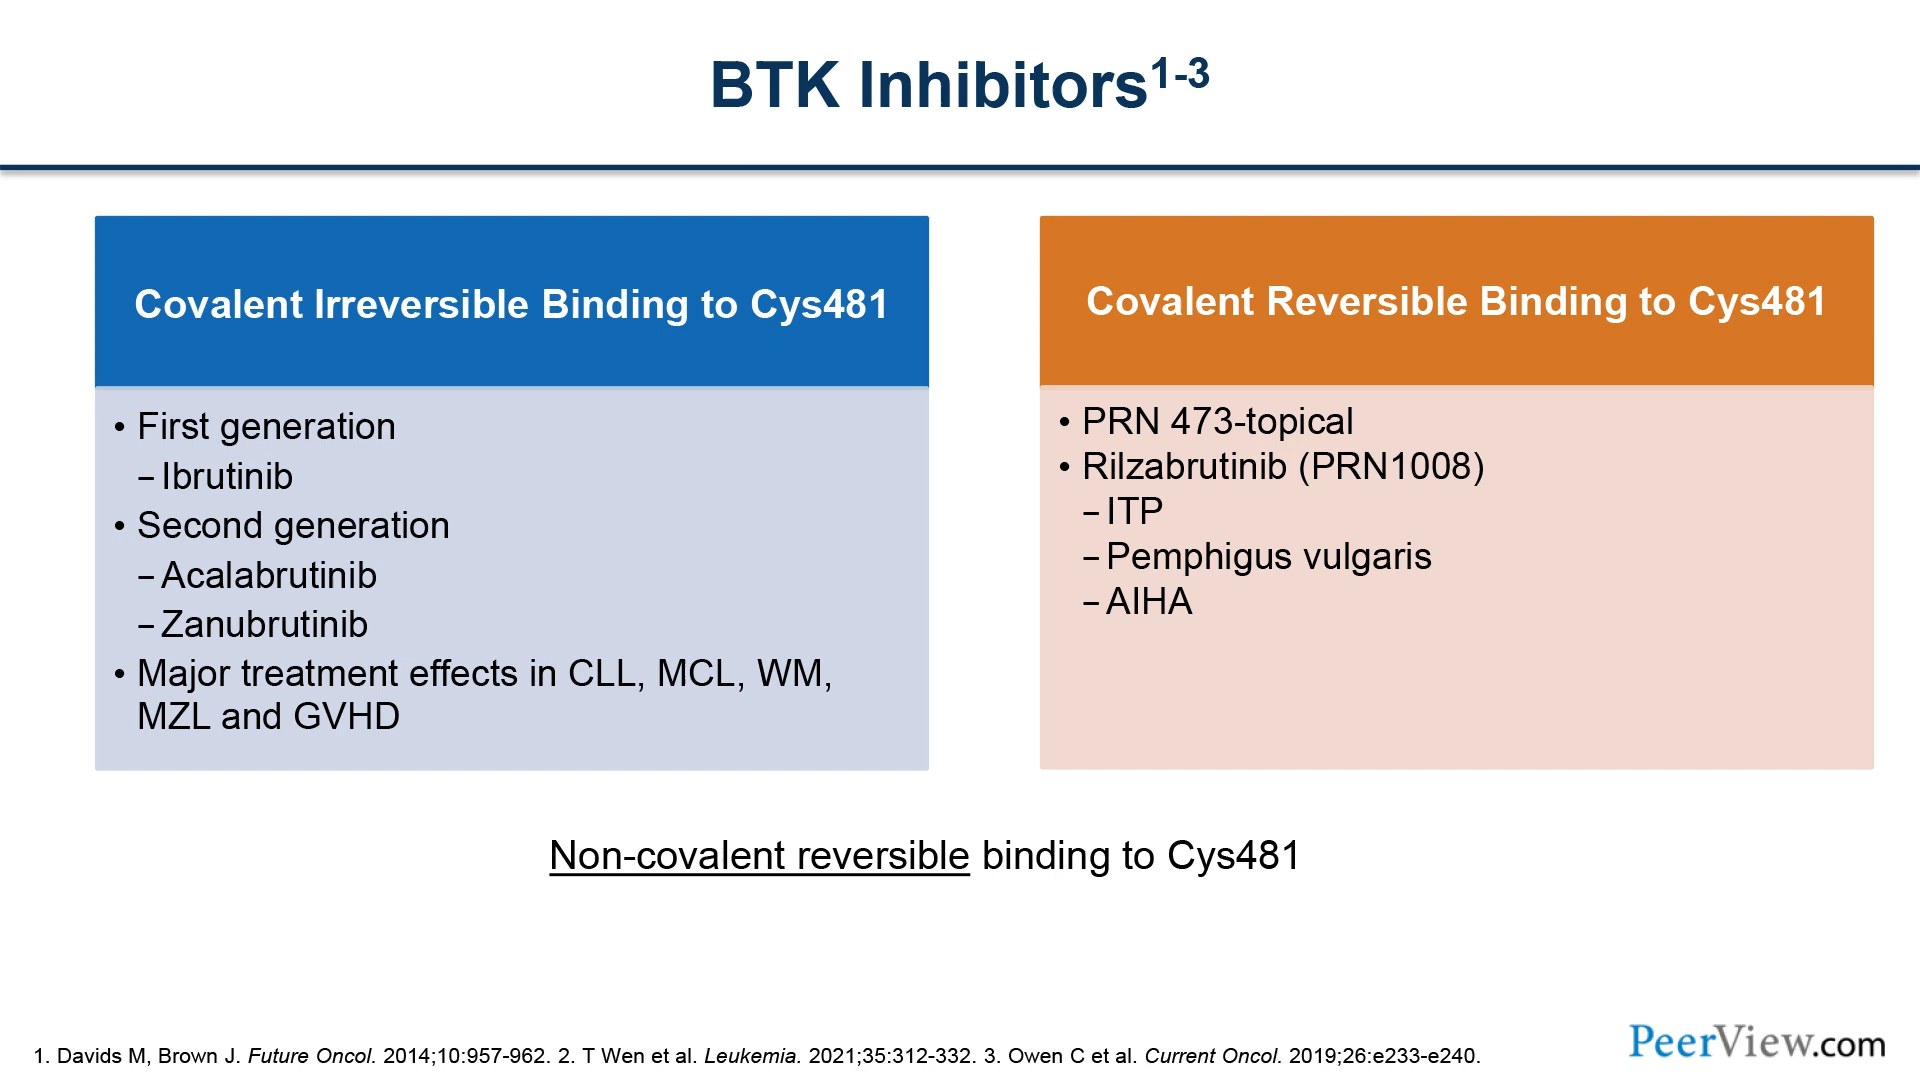 BTK Inhibitors1-3
Covalent Irreversible Binding to Cys481
• First generation
– Ibrutinib
• Second generation
– Acalabrutinib
– Zanubrutinib
• Major treatment effects in CLL, MCL, WM,
MZL and GVHD
Covalent Reversible Binding to Cys481
• PRN 473-topical
• Rilzabrutinib (PRN1008)
– ITP
– Pemphigus vulgaris
– AIHA
Non-covalent reversible binding to Cys481
1. Davids M, Brown J. Future Oncol. 2014;10:957-962. 2. T Wen et al. Leukemia. 2021;35:312-332. 3. Owen C et al. Current Oncol. 2019;26:e233-e240.
PeerView.com